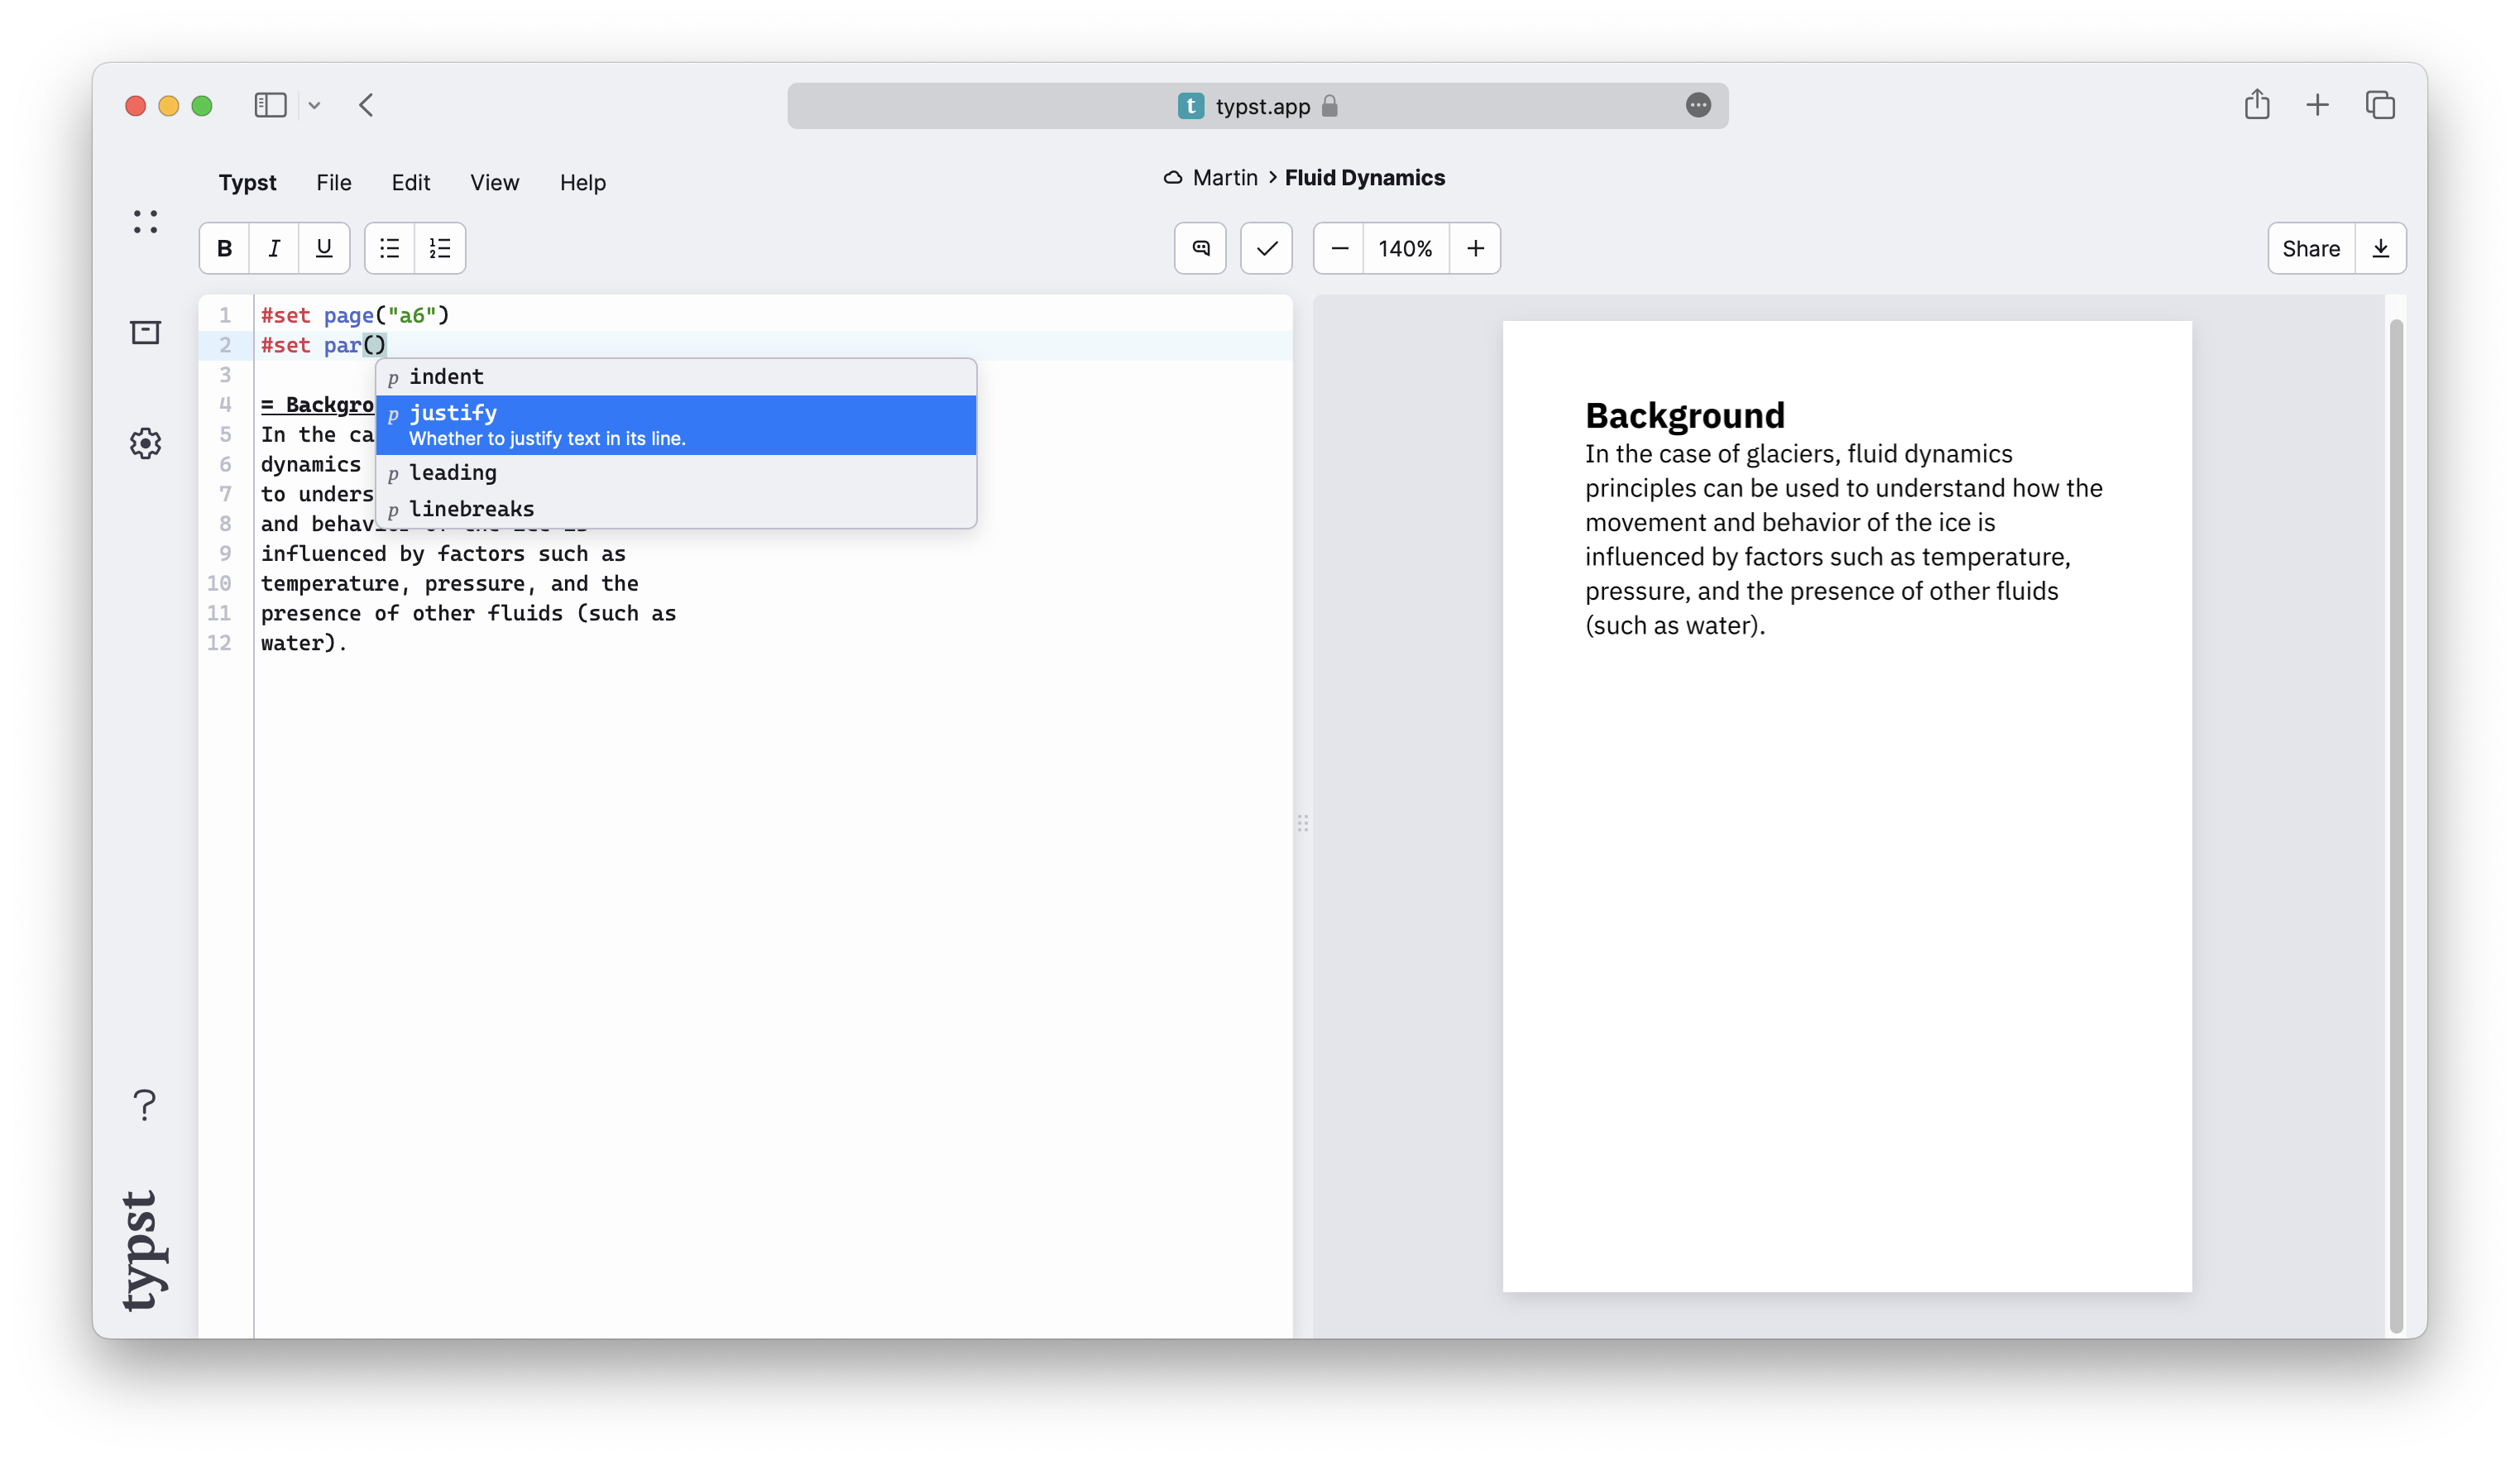 t typst.app
Typst File Edit View Help
Martin > Fluid Dynamics
B I U
140%
Share
1 #set page("a6")
2 #set par()
3
4 = Backgro
5 In the ca
6 dynamics
7 to unders
8 and behav
9 influenced by factors such as
10 temperature, pressure, and the
11 presence of other fluids (such as
12 water).
p indent
p justify
Whether to justify text in its line.
p leading
p linebreaks
Background
In the case of glaciers, fluid dynamics
principles can be used to understand how the
movement and behavior of the ice is
influenced by factors such as temperature,
pressure, and the presence of other fluids
(such as water).
?
typst